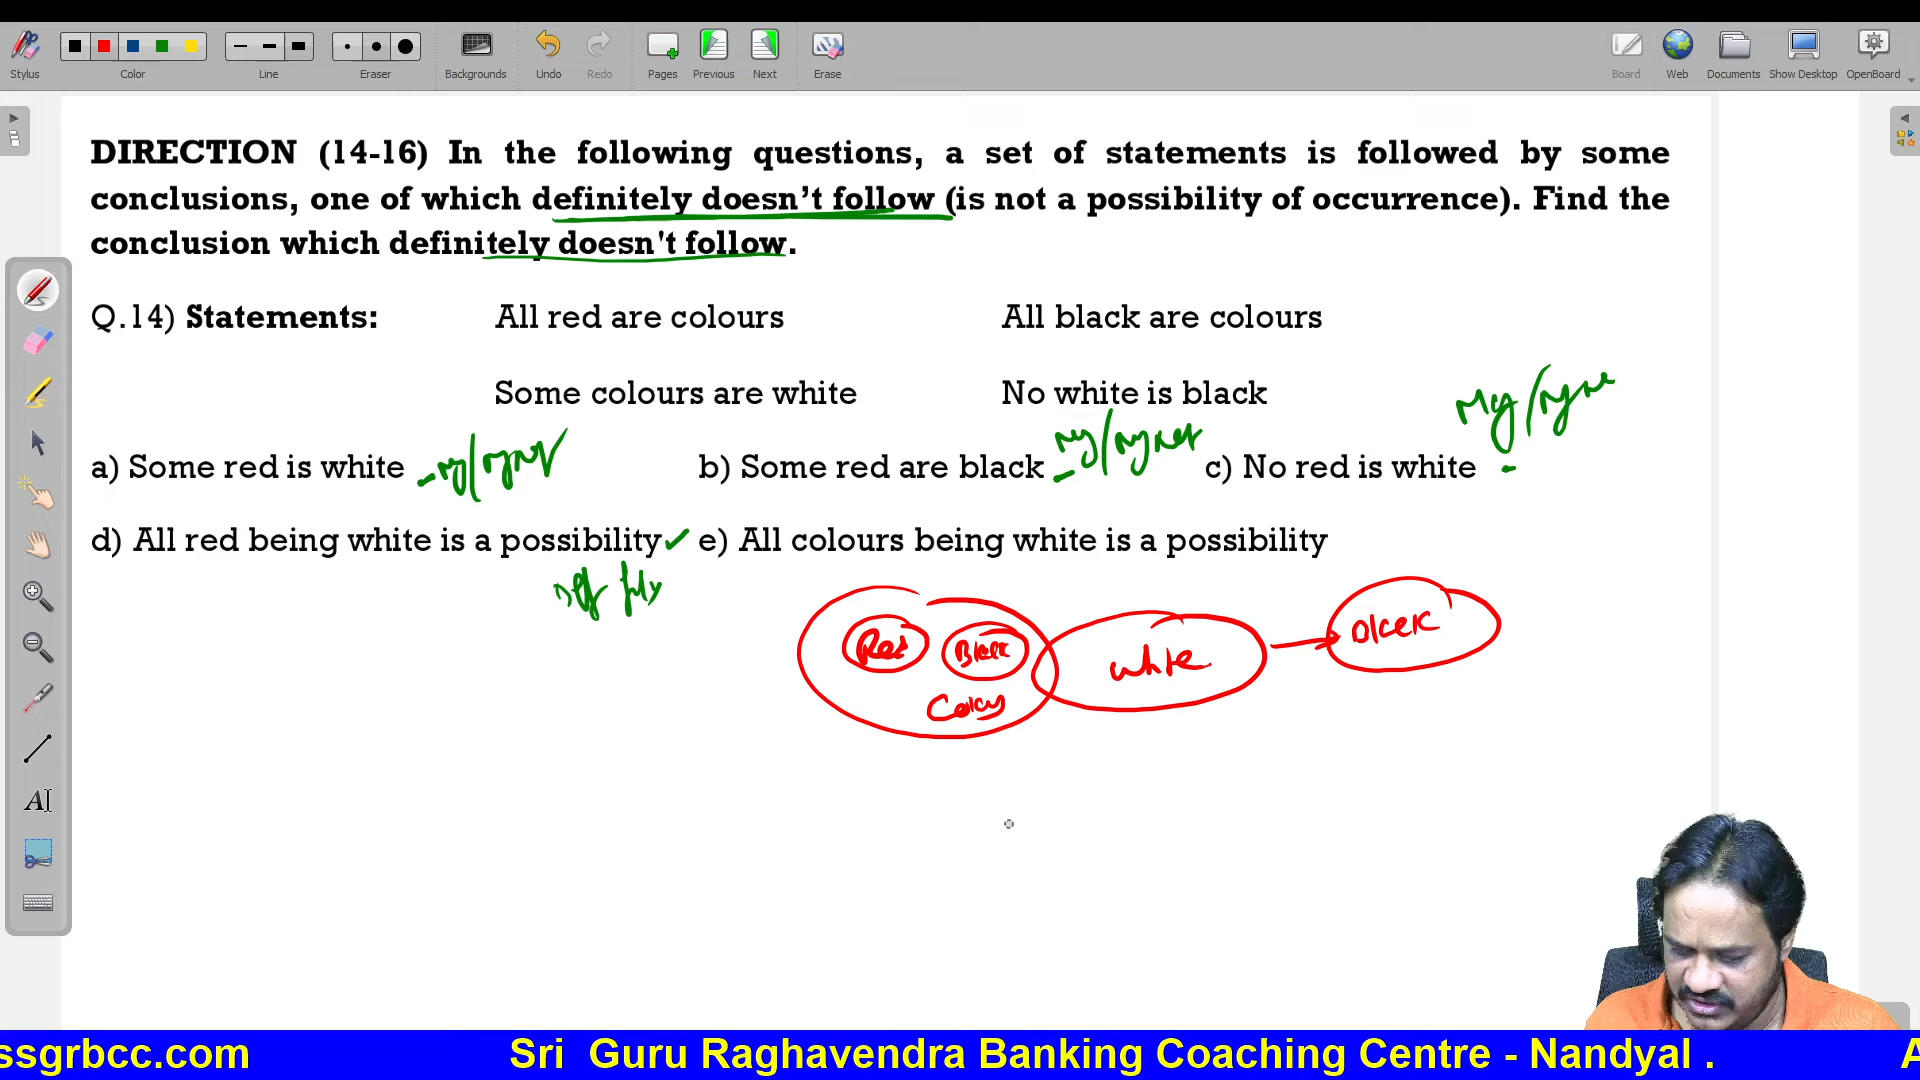 Stylus Color Line Eraser Backgrounds Undo Redo Pages Previous Next Erase Board Web Documents Show Desktop OpenBoard
DIRECTION (14-16) In the following questions, a set of statements is followed by some
conclusions, one of which definitely doesn’t follow (is not a possibility of occurrence). Find the
conclusion which definitely doesn't follow.
Q.14) Statements: All red are colours All black are colours
Some colours are white No white is black
a) Some red is white b) Some red are black c) No red is white
d) All red being white is a possibility ✓ e) All colours being white is a possibility
Red Black white
ssgrbcc.com Sri Guru Raghavendra Banking Coaching Centre - Nandyal . A